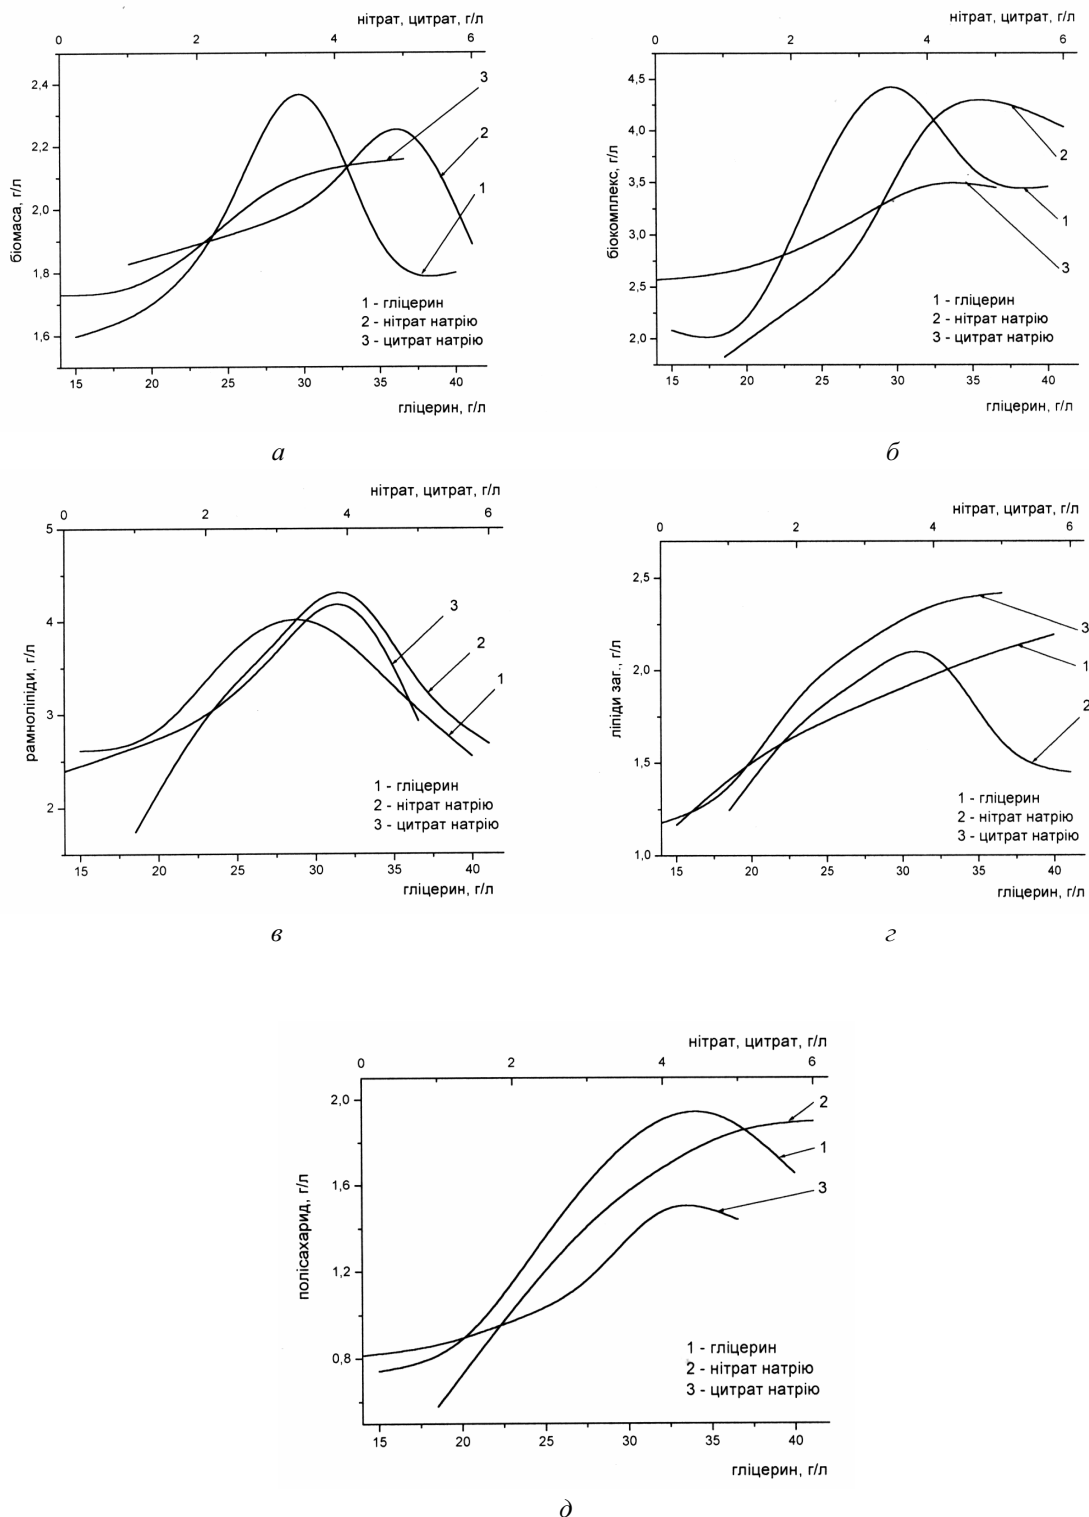 нітрат, цитрат, г/л
0 2 4 6
2,4
2,2
2,0
1,8
1,6
біомаса, г/л
3
2
1
1 - гліцерин
2 - нітрат натрію
3 - цитрат натрію
15 20 25 30 35 40
гліцерин, г/л
а
нітрат, цитрат, г/л
0 2 4 6
4,5
4,0
3,5
3,0
2,5
2,0
біокомплекс, г/л
2
1
3
1 - гліцерин
2 - нітрат натрію
3 - цитрат натрію
15 20 25 30 35 40
гліцерин, г/л
б
нітрат, цитрат, г/л
0 2 4 6
5
4
3
2
рамноліпіди, г/л
3
2
1
1 - гліцерин
2 - нітрат натрію
3 - цитрат натрію
15 20 25 30 35 40
гліцерин, г/л
в
нітрат, цитрат, г/л
0 2 4 6
2,5
2,0
1,5
1,0
ліпіди заг., г/л
3
1
2
1 - гліцерин
2 - нітрат натрію
3 - цитрат натрію
15 20 25 30 35 40
гліцерин, г/л
г
нітрат, цитрат, г/л
0 2 4 6
2,0
1,6
1,2
0,8
полісахарид, г/л
2
1
3
1 - гліцерин
2 - нітрат натрію
3 - цитрат натрію
15 20 25 30 35 40
гліцерин, г/л
д